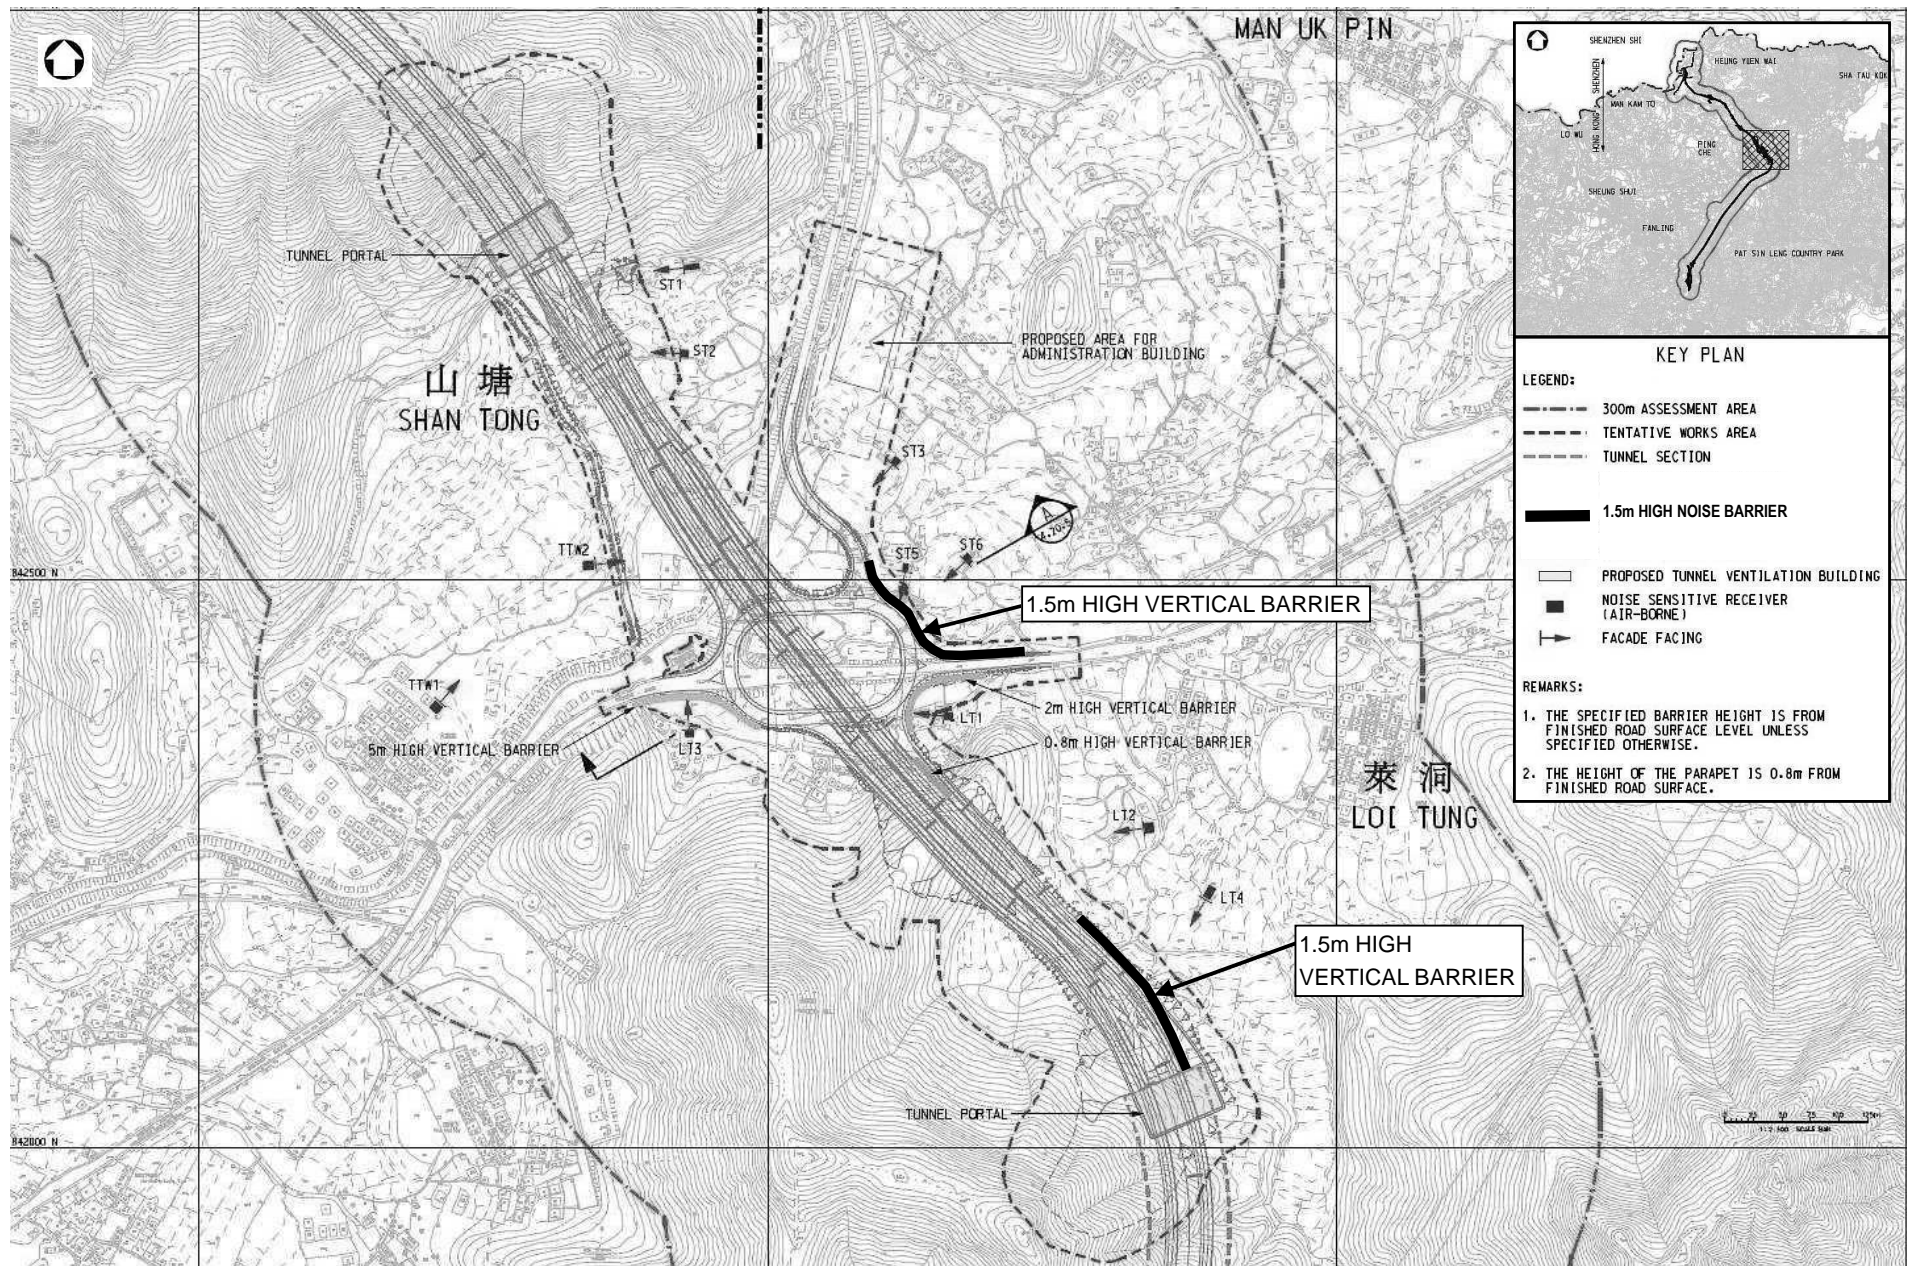 MAN UK PIN
SHENZHEN SHI
HEUNG YUEN WAI
SHA TAU KOK
SHENZHEN
HONG KONG
MAN KAM TO
LO WU
PING
CHE
SHEUNG SHUI
FANLING
PAT SIN LENG COUNTRY PARK
KEY PLAN
LEGEND:
300m ASSESSMENT AREA
TENTATIVE WORKS AREA
TUNNEL SECTION
1.5m HIGH NOISE BARRIER
PROPOSED TUNNEL VENTILATION BUILDING
NOISE SENSITIVE RECEIVER
(AIR-BORNE)
FACADE FACING
REMARKS:
1. THE SPECIFIED BARRIER HEIGHT IS FROM
FINISHED ROAD SURFACE LEVEL UNLESS
SPECIFIED OTHERWISE.
2. THE HEIGHT OF THE PARAPET IS 0.8m FROM
FINISHED ROAD SURFACE.
TUNNEL PORTAL
ST1
ST2
PROPOSED AREA FOR
ADMINISTRATION BUILDING
山 塘
SHAN TONG
ST3
A
TTW2
ST5
ST6
842500 N
1.5m HIGH VERTICAL BARRIER
TTW1
2m HIGH VERTICAL BARRIER
LT1
5m HIGH VERTICAL BARRIER
LT3
0.8m HIGH VERTICAL BARRIER
萊 洞
LOI TUNG
LT2
LT4
1.5m HIGH
VERTICAL BARRIER
TUNNEL PORTAL
842000 N